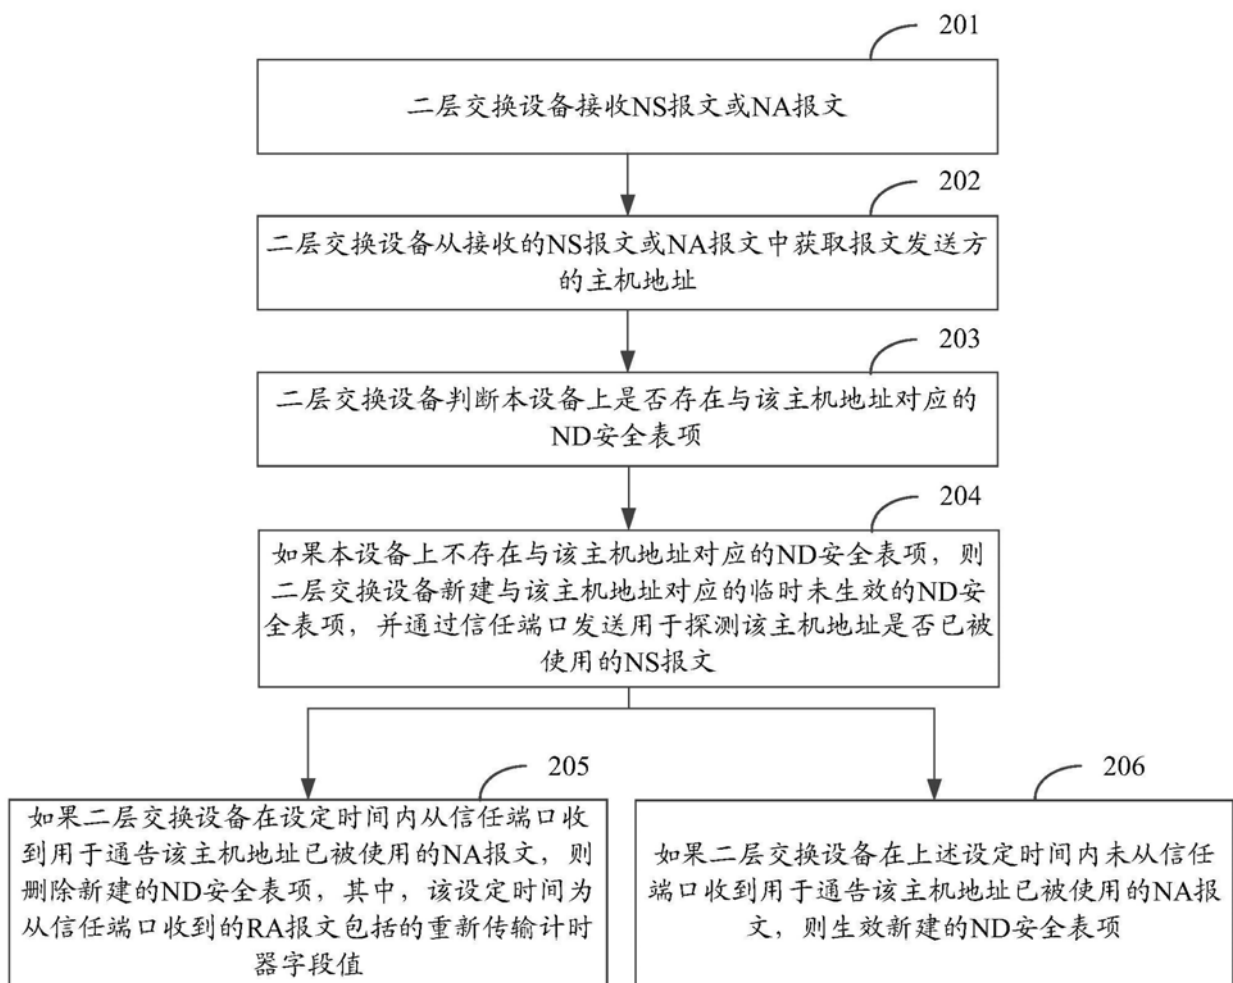 201
二层交换设备接收NS报文或NA报文
202
二层交换设备从接收的NS报文或NA报文中获取报文发送方
的主机地址
203
二层交换设备判断本设备上是否存在与该主机地址对应的
ND安全表项
204
如果本设备上不存在与该主机地址对应的ND安全表项，则
二层交换设备新建与该主机地址对应的临时未生效的ND安
全表项，并通过信任端口发送用于探测该主机地址是否已被
使用的NS报文
205
如果二层交换设备在设定时间内从信任端口收
到用于通告该主机地址已被使用的NA报文，则
删除新建的ND安全表项，其中，该设定时间为
从信任端口收到的RA报文包括的重新传输计时
器字段值
206
如果二层交换设备在上述设定时间内未从信任
端口收到用于通告该主机地址已被使用的NA报
文，则生效新建的ND安全表项